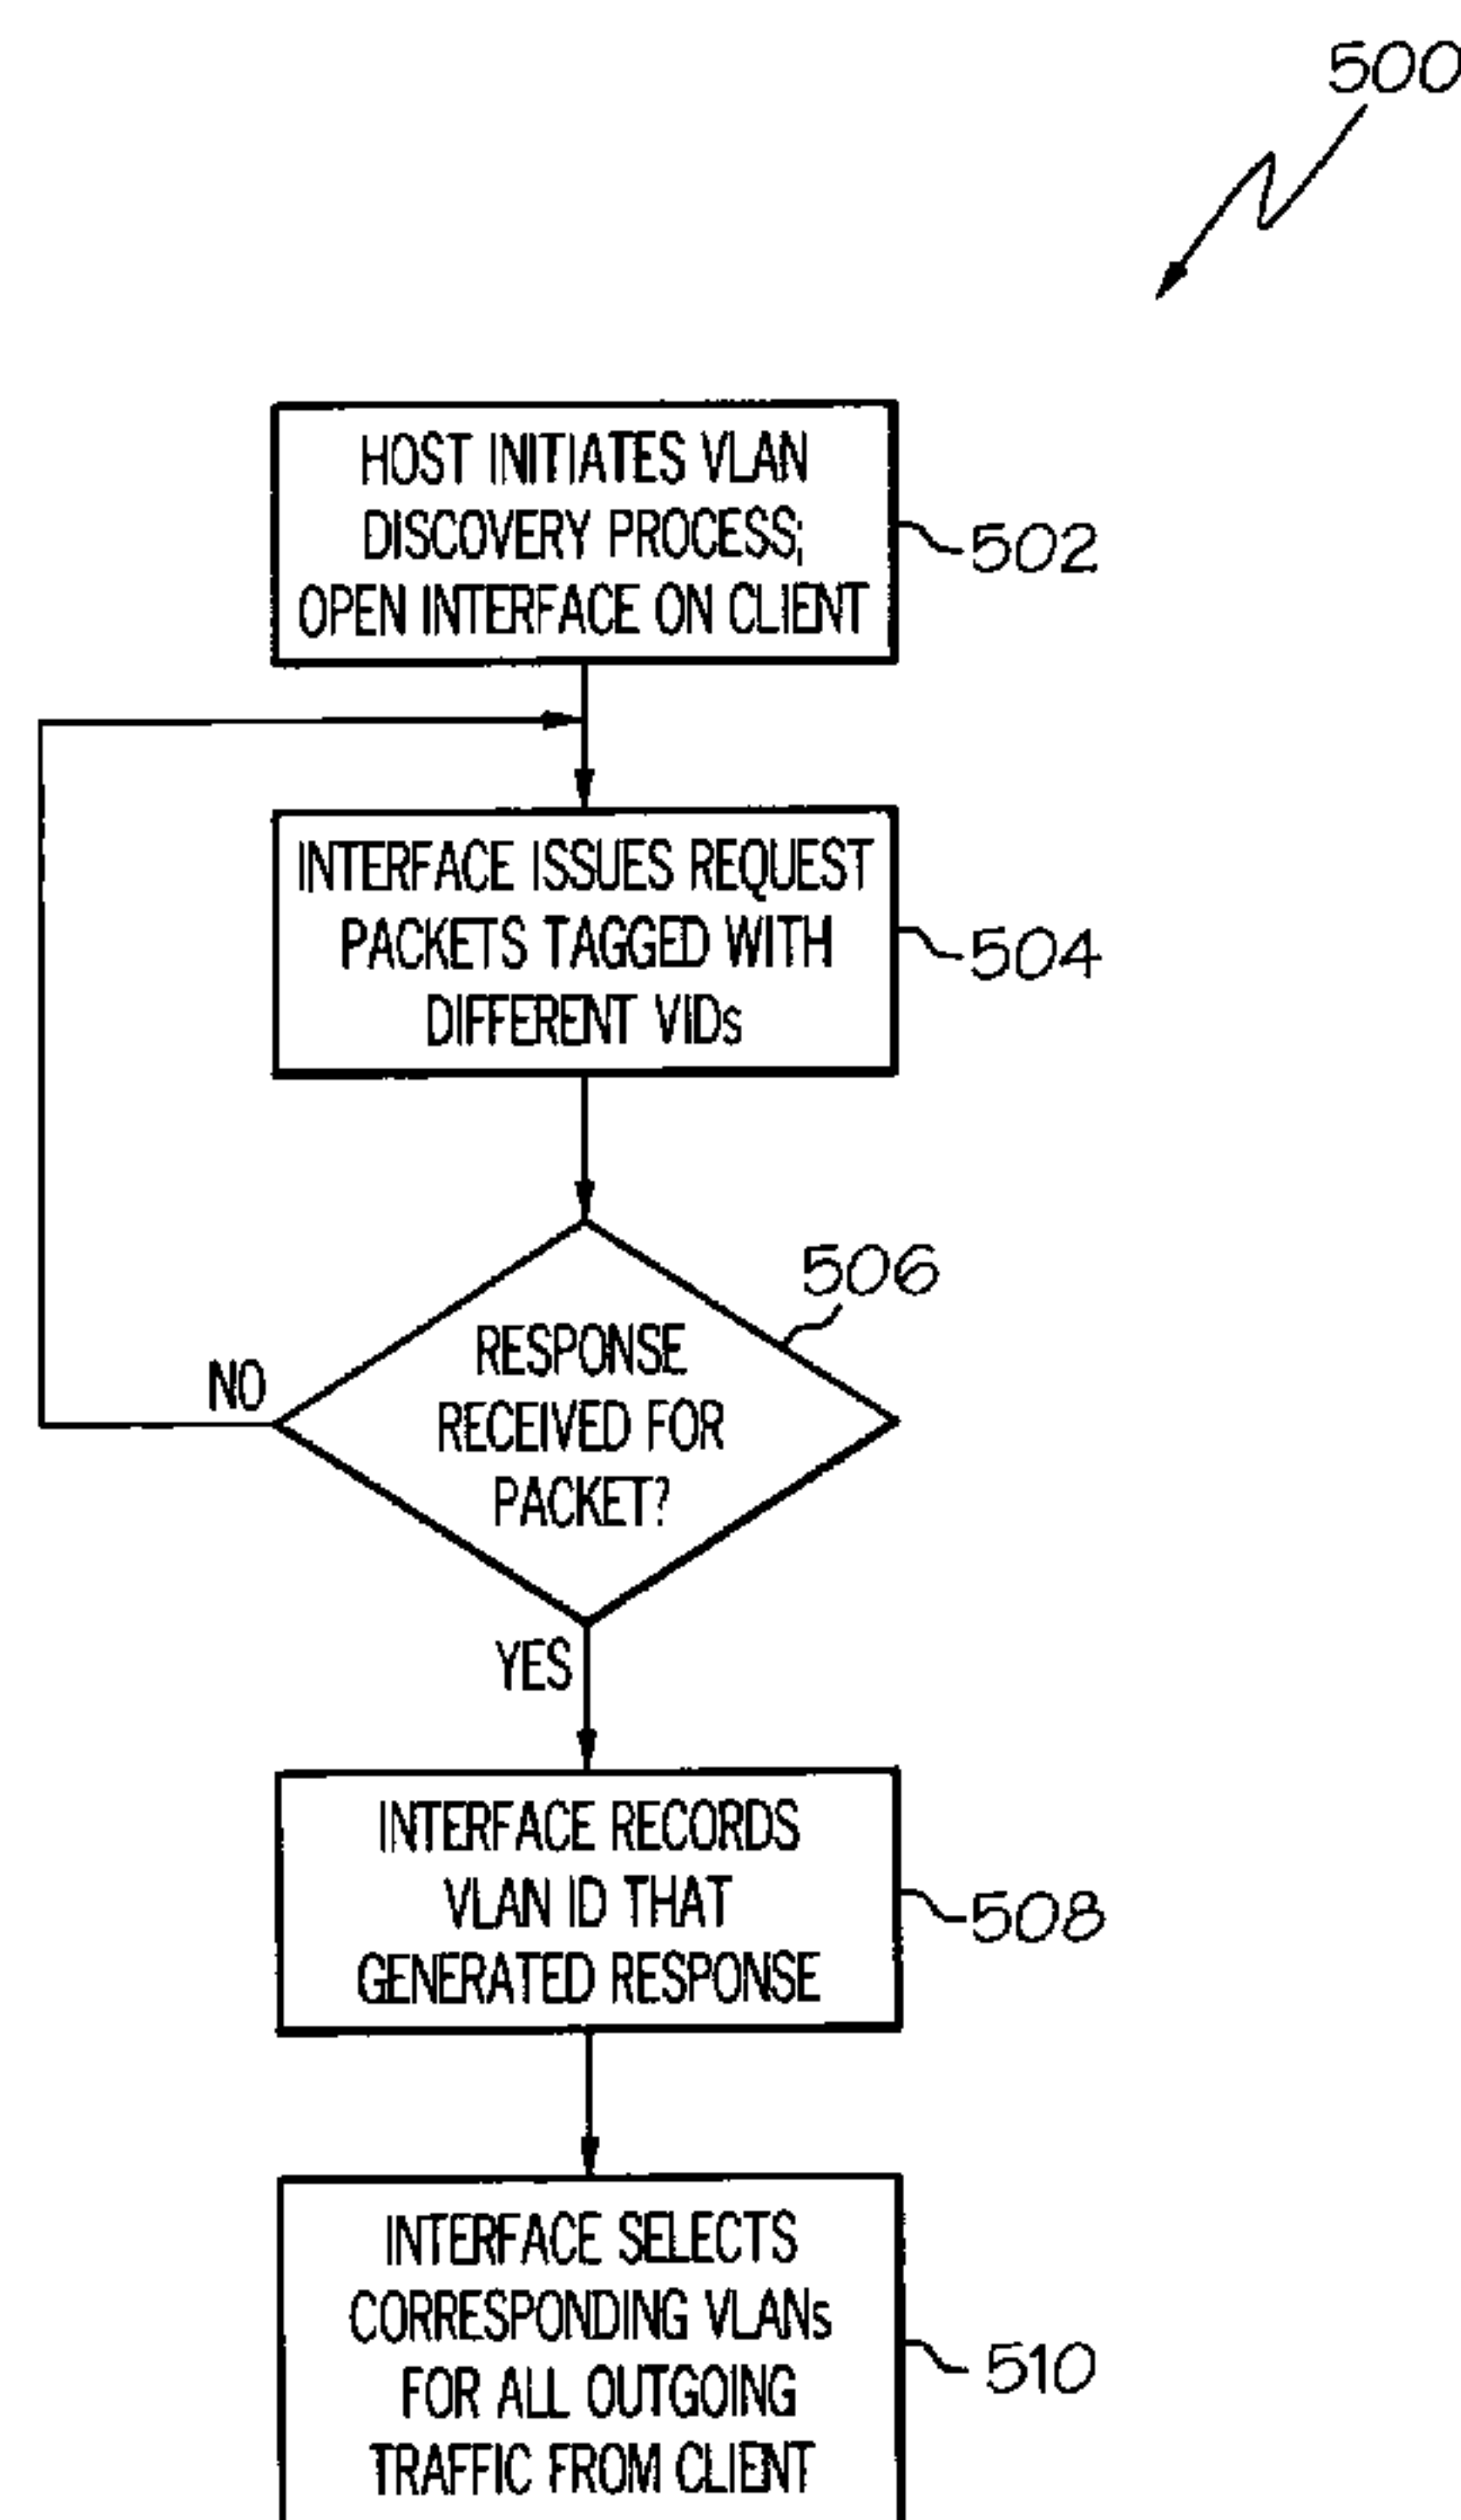 500
HOST INITIATES VLAN
DISCOVERY PROCESS;
OPEN INTERFACE ON CLIENT
502
INTERFACE ISSUES REQUEST
PACKETS TAGGED WITH
DIFFERENT VIDs
504
506
RESPONSE
RECEIVED FOR
PACKET?
NO
YES
INTERFACE RECORDS
VLAN ID THAT
GENERATED RESPONSE
508
INTERFACE SELECTS
CORRESPONDING VLANs
FOR ALL OUTGOING
TRAFFIC FROM CLIENT
510